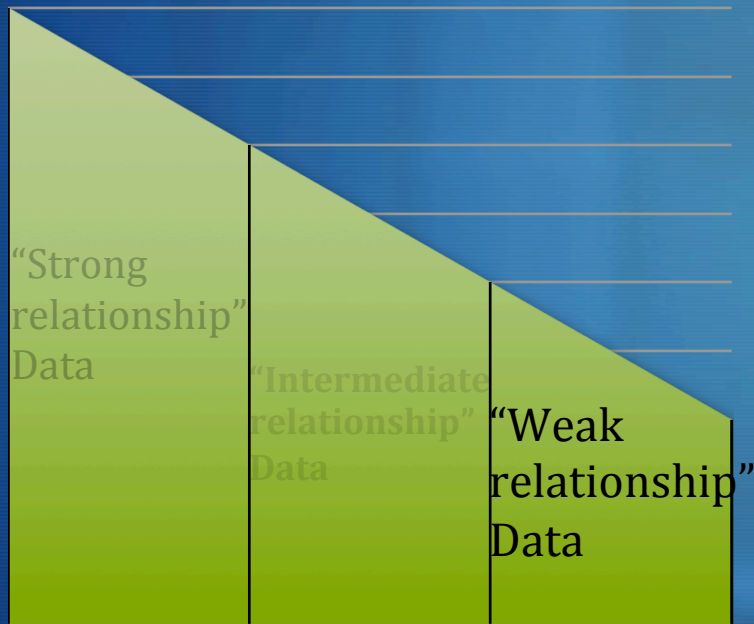 “Strong
relationship”
Data
“Intermediate
relationship”
Data
“Weak
relationship”
Data